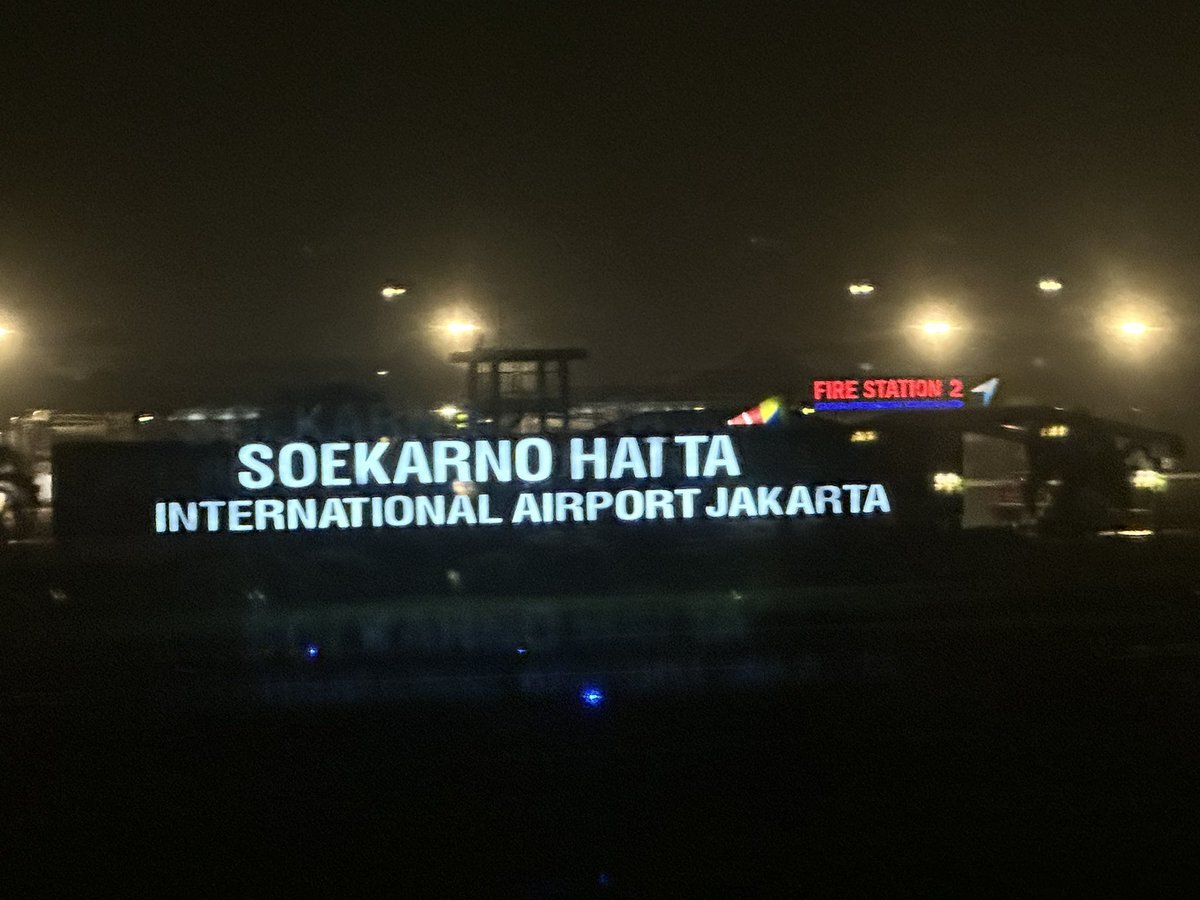 FIRE STATION 2
SOEKARNO HATTA
INTERNATIONAL AIRPORT JAKARTA